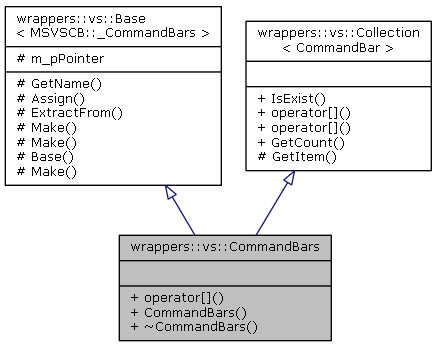 wrappers::vs::Base
< MSVSCB::_CommandBars >
# m_pPointer
# GetName()
# Assign()
# ExtractFrom()
# Make()
# Make()
# Base()
# Make()
wrappers::vs::Collection
< CommandBar >
+ IsExist()
+ operator[]()
+ operator[]()
+ GetCount()
# GetItem()
wrappers::vs::CommandBars
+ operator[]()
+ CommandBars()
+ ~CommandBars()